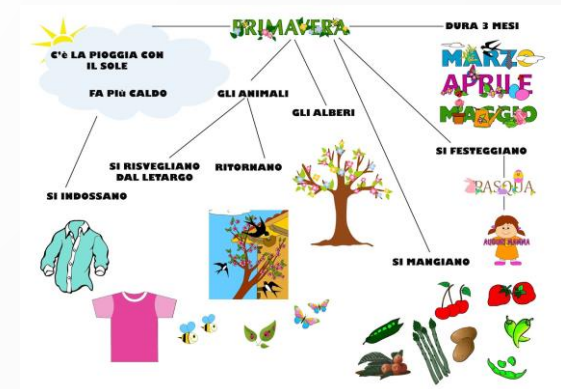 PRIMAVERA
DURA 3 MESI
C'è LA PIOGGIA CON
IL SOLE
FA PIù CALDO
MARZO
APRILE
MAGGIO
GLI ANIMALI
GLI ALBERI
SI FESTEGGIANO
SI RISVEGLIANO
DAL LETARGO
RITORNANO
PASQUA
SI INDOSSANO
AUGURI MAMMA
SI MANGIANO